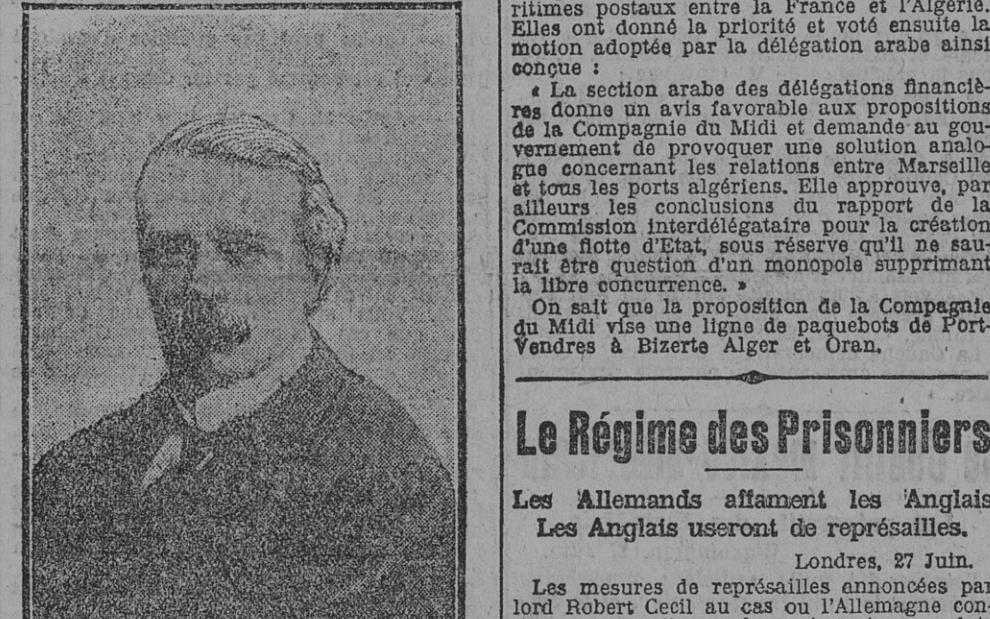 ritimes postaux entre la France et l'Algérie.
Elles ont donné la priorité et voté ensuite la
motion adoptée par la délégation arabe ainsi
conçue :
« La section arabe des délégations financiè-
res donne un avis favorable aux propositions
de la Compagnie du Midi et demande au gou-
vernement de provoquer une solution analo-
gue concernant les relations entre Marseille
et tous les ports algériens. Elle approuve, par
ailleurs les conclusions du rapport de la
Commission interdélégataire pour la création
d'une flotte d'Etat, sous réserve qu'il ne sau-
rait être question d'un monopole supprimant
la libre concurrence. »
On sait que la proposition de la Compagnie
du Midi vise une ligne de paquebots de Port-
Vendres à Bizerte Alger et Oran.
Le Régime des Prisonniers
Les Allemands affament les Anglais
Les Anglais useront de représailles.
Londres, 27 Juin.
Les mesures de représailles annoncées par
lord Robert Cecil au cas ou l'Allemagne con-